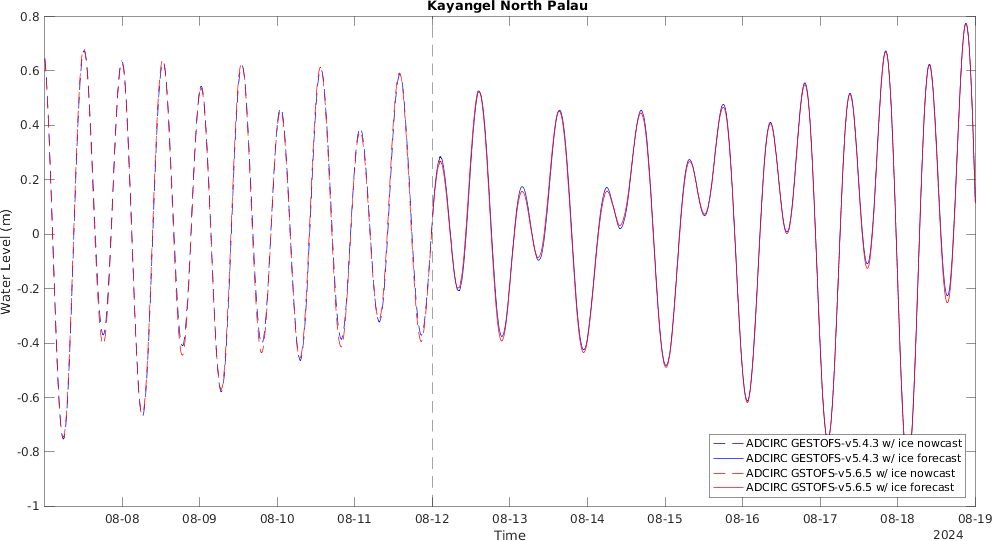 Kayangel North Palau
0.8
0.6
0.4
0.2
0
-0.2
-0.4
-0.6
-0.8
-1
Water Level (m)
ADCIRC GESTOFS-v5.4.3 w/ ice nowcast
ADCIRC GESTOFS-v5.4.3 w/ ice forecast
ADCIRC GSTOFS-v5.6.5 w/ ice nowcast
ADCIRC GSTOFS-v5.6.5 w/ ice forecast
08-08 08-09 08-10 08-11 08-12 08-13 08-14 08-15 08-16 08-17 08-18 08-19
Time
2024